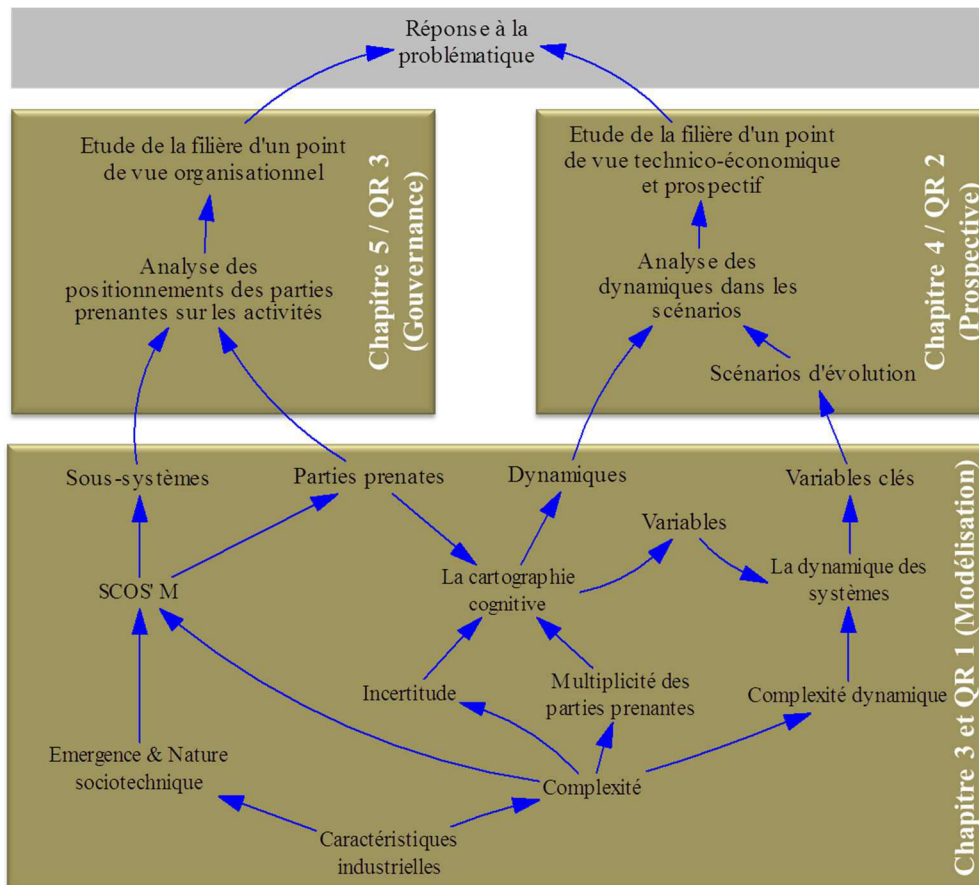 Réponse à la
problématique
Etude de la filière d'un point
de vue organisationnel
Analyse des
positionnements des parties
prenantes sur les activités
Chapitre 5 / QR 3
(Gouvernance)
Etude de la filière d'un point
de vue technico-économique
et prospectif
Analyse des
dynamiques dans les
scénarios
Scénarios d'évolution
Chapitre 4 / QR 2
(Prospective)
Sous-systèmes
Parties prenates
Dynamiques
Variables clés
Variables
SCOS' M
La cartographie
cognitive
La dynamique des
systèmes
Incertitude
Multiplicité des
parties prenantes
Complexité dynamique
Emergence & Nature
sociotechnique
Complexité
Caractéristiques
industrielles
Chapitre 3 et QR 1 (Modélisation)